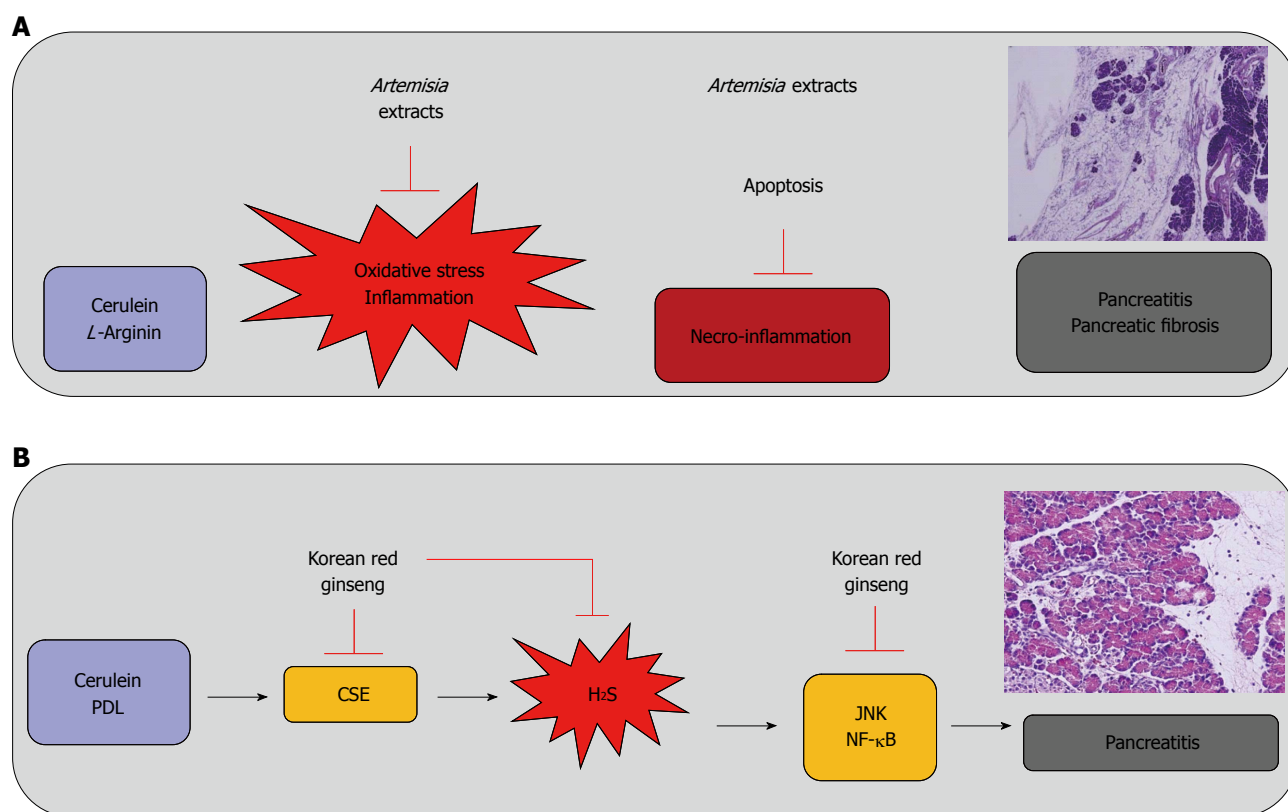 A
Artemisia
extracts
Artemisia extracts
Apoptosis
Oxidative stress
Inflammation
Cerulein
L-Arginin
Necro-inflammation
Pancreatitis
Pancreatic fibrosis
B
Korean red
ginseng
Korean red
ginseng
Cerulein
PDL
CSE
H₂S
JNK
NF-κB
Pancreatitis